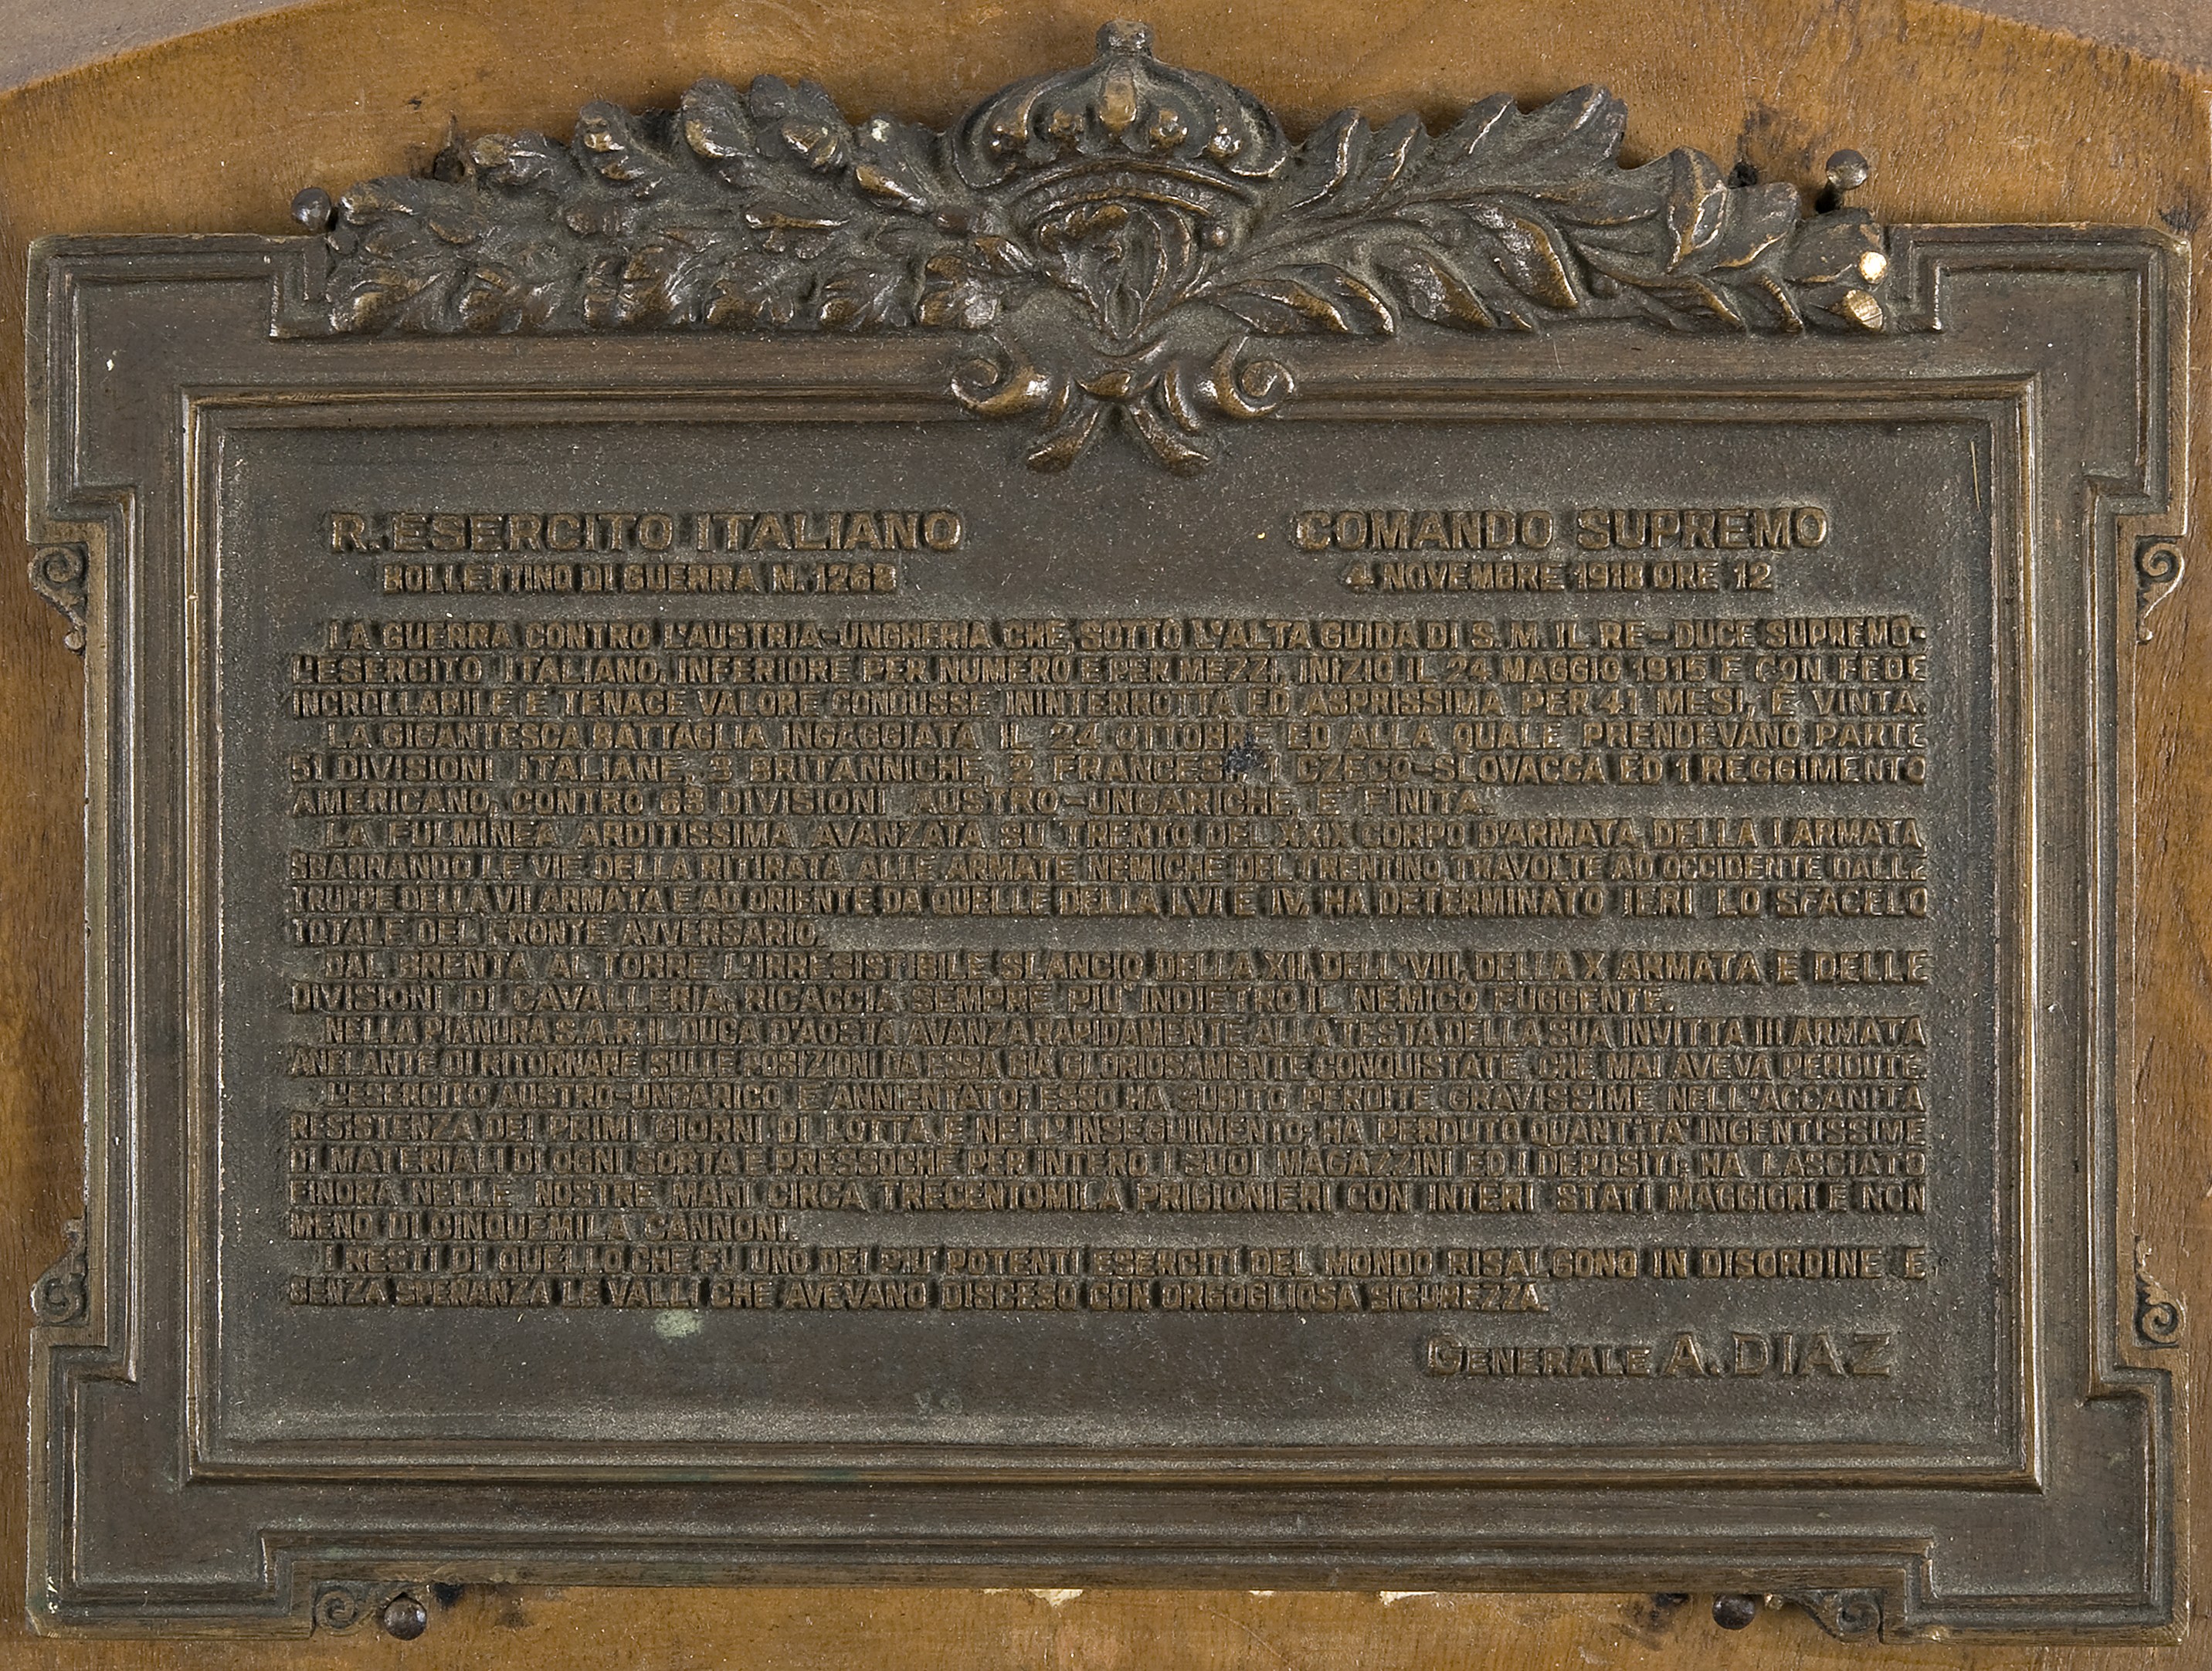 R. ESERCITO ITALIANO
BOLLETTINO DI GUERRA N. 1268
COMANDO SUPREMO
4 NOVEMBRE 1918 ORE 12
LA GUERRA CONTRO L'AUSTRIA-UNGHERIA CHE, SOTTO L'ALTA GUIDA DI S. M. IL RE - DUCE SUPREMO-
L'ESERCITO ITALIANO, INFERIORE PER NUMERO E PER MEZZI, INIZIO IL 24 MAGGIO 1915 E CON FEDE
INCROLLABILE E TENACE VALORE CONDUSSE ININTERROTTA ED ASPRISSIMA PER 41 MESI, E VINTA.
LA GIGANTESCA BATTAGLIA INGAGGIATA IL 24 OTTOBRE ED ALLA QUALE PRENDEVANO PARTE
51 DIVISIONI ITALIANE, 3 BRITANNICHE, 2 FRANCESI, 1 CZECO-SLOVACCA ED 1 REGGIMENTO
AMERICANO, CONTRO 63 DIVISIONI AUSTRO-UNGARICHE, E FINITA.
LA FULMINEA ARDITISSIMA AVANZATA SU TRENTO DEL XXIX CORPO D'ARMATA DELLA I ARMATA
SBARRANDO LE VIE DELLA RITIRATA ALLE ARMATE NEMICHE DEL TRENTINO, TRAVOLTE AD OCCIDENTE DALLE
TRUPPE DELLA VII ARMATA E AD ORIENTE DA QUELLE DELLA I, VI E IV, HA DETERMINATO IERI LO SFACELO
TOTALE DEL FRONTE AVVERSARIO.
DAL BRENTA AL TORRE L'IRRESISTIBILE SLANCIO DELLA XII, DELL'VIII, DELLA X ARMATA E DELLE
DIVISIONI DI CAVALLERIA, RICACCIA SEMPRE PIU' INDIETRO IL NEMICO FUGGENTE.
NELLA PIANURA S.A.R. IL DUCA D'AOSTA AVANZA RAPIDAMENTE ALLA TESTA DELLA SUA INVITTA III ARMATA
ANELANTE DI RITORNARE SULLE POSIZIONI DA ESSA GIA GLORIOSAMENTE CONQUISTATE, CHE MAI AVEVA PERDUTE.
L'ESERCITO AUSTRO-UNGARICO E ANNIENTATO: ESSO HA SUBITO PERDITE GRAVISSIME NELL'ACCANITA
RESISTENZA DEI PRIMI GIORNI DI LOTTA E NELL'INSEGUIMENTO; HA PERDUTO QUANTITA' INGENTISSIME
DI MATERIALI DI OGNI SORTA E PRESSOCHE PER INTERO I SUOI MAGAZZINI ED I DEPOSITI: HA LASCIATO
FINORA NELLE NOSTRE MANI CIRCA TRECENTOMILA PRIGIONIERI CON INTERI STATI MAGGIORI E NON
MENO DI CINQUEMILA CANNONI.
I RESTI DI QUELLO CHE FU UNO DEI PIU' POTENTI ESERCITI DEL MONDO RISALGONO IN DISORDINE E
SENZA SPERANZA LE VALLI CHE AVEVANO DISCESO CON ORGOGLIOSA SICUREZZA.
GENERALE A. DIAZ